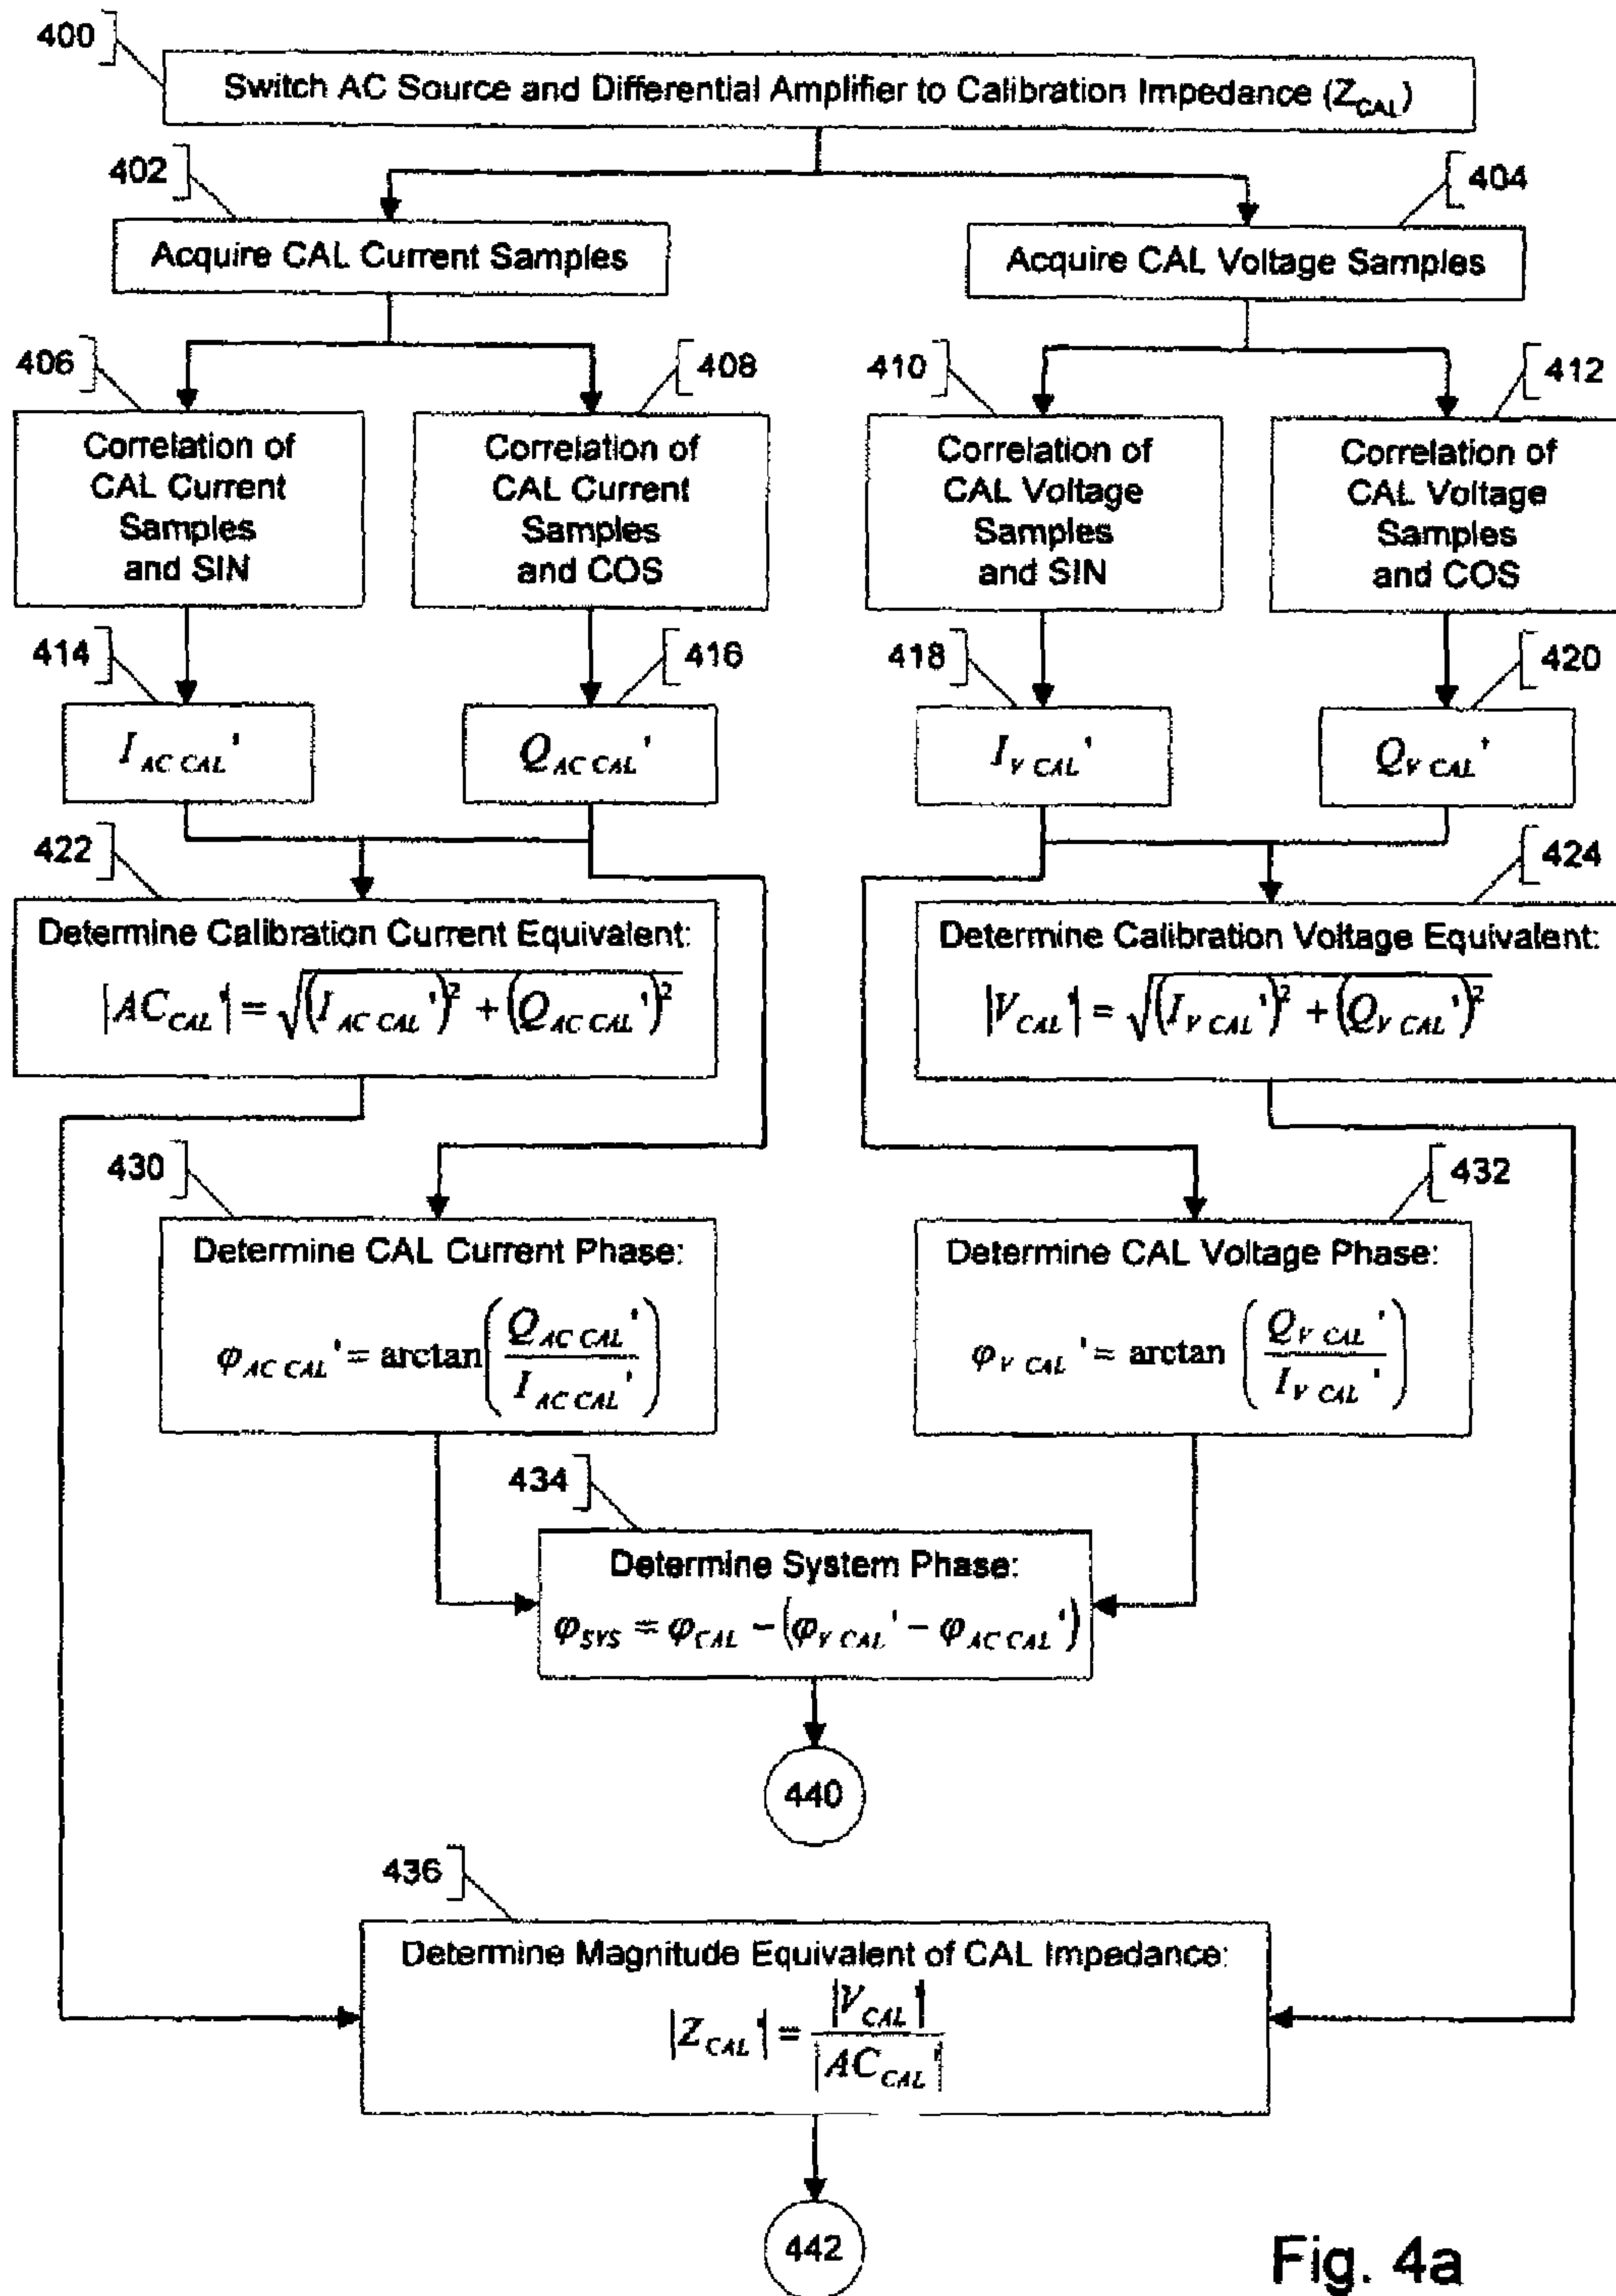 400
Switch AC Source and Differential Amplifier to Calibration Impedance (Z_CAL)
402
404
Acquire CAL Current Samples
Acquire CAL Voltage Samples
406
408
410
412
Correlation of
CAL Current
Samples
and SIN
Correlation of
CAL Current
Samples
and COS
Correlation of
CAL Voltage
Samples
and SIN
Correlation of
CAL Voltage
Samples
and COS
414
416
418
420
I_AC CAL'
Q_AC CAL'
I_V CAL'
Q_V CAL'
422
424
Determine Calibration Current Equivalent:
|AC_CAL'| = √((I_AC CAL')² + (Q_AC CAL')²)
Determine Calibration Voltage Equivalent:
|V_CAL'| = √((I_V CAL')² + (Q_V CAL')²)
430
432
Determine CAL Current Phase:
φ_AC CAL' = arctan(Q_AC CAL' / I_AC CAL')
Determine CAL Voltage Phase:
φ_V CAL' = arctan (Q_V CAL' / I_V CAL')
434
Determine System Phase:
φ_SYS = φ_CAL − (φ_V CAL' − φ_AC CAL')
440
436
Determine Magnitude Equivalent of CAL Impedance:
|Z_CAL'| = |V_CAL'| / |AC_CAL'|
442
Fig. 4a